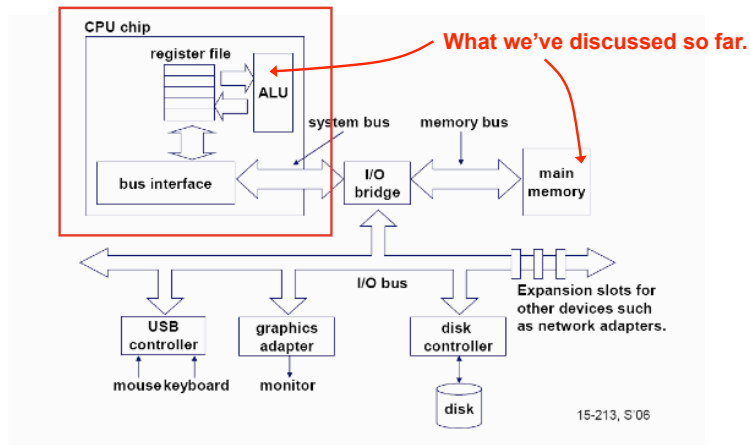 CPU chip
What we've discussed so far.
register file
ALU
system bus
memory bus
bus interface
I/O
bridge
main
memory
I/O bus
Expansion slots for
other devices such
as network adapters.
USB
controller
graphics
adapter
disk
controller
mouse keyboard
monitor
disk
15-213, S'06